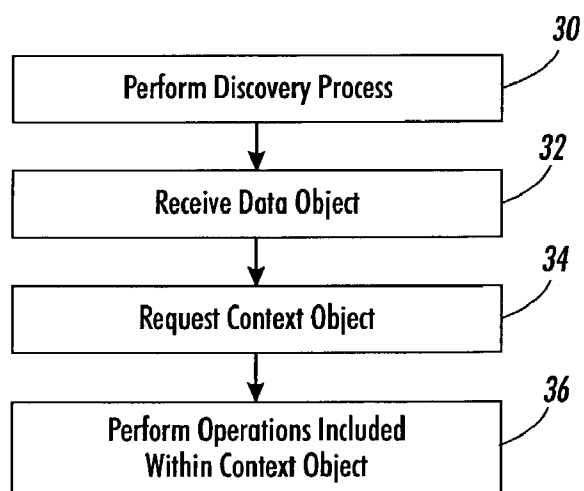 30
Perform Discovery Process
32
Receive Data Object
34
Request Context Object
36
Perform Operations Included
Within Context Object